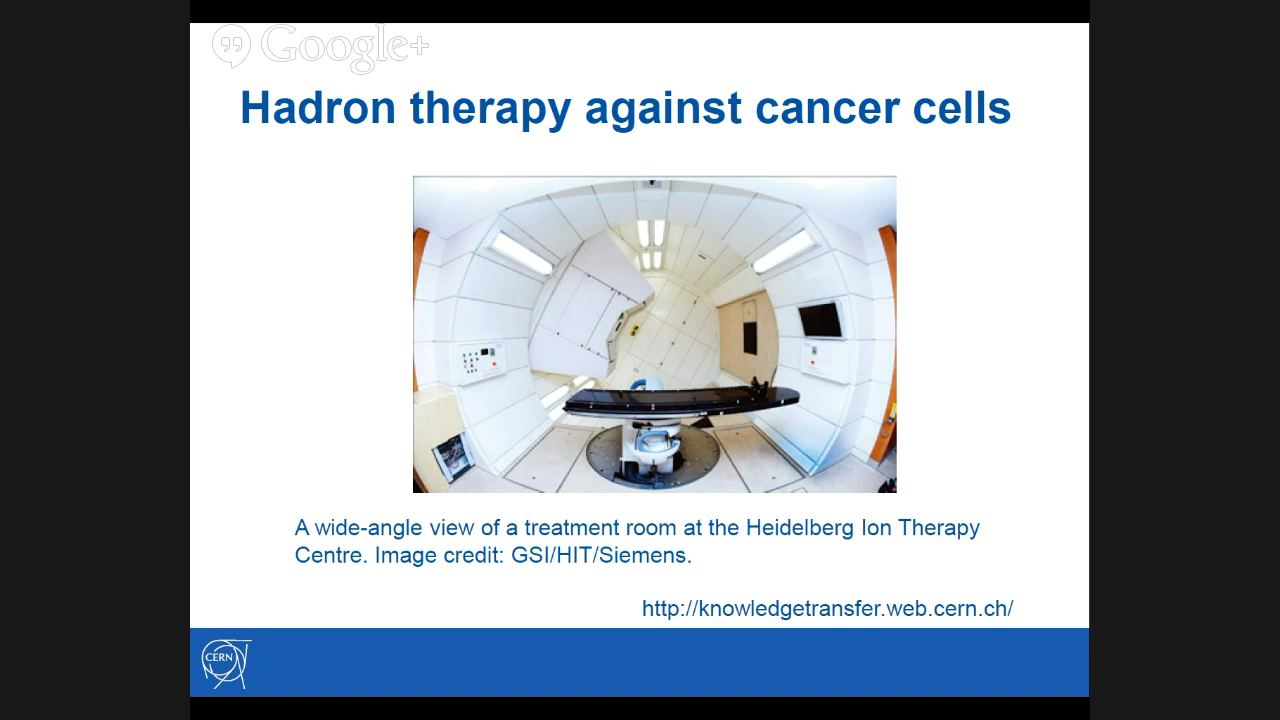 Google+
Hadron therapy against cancer cells
A wide-angle view of a treatment room at the Heidelberg Ion Therapy
Centre. Image credit: GSI/HIT/Siemens.
http://knowledgetransfer.web.cern.ch/
CERN